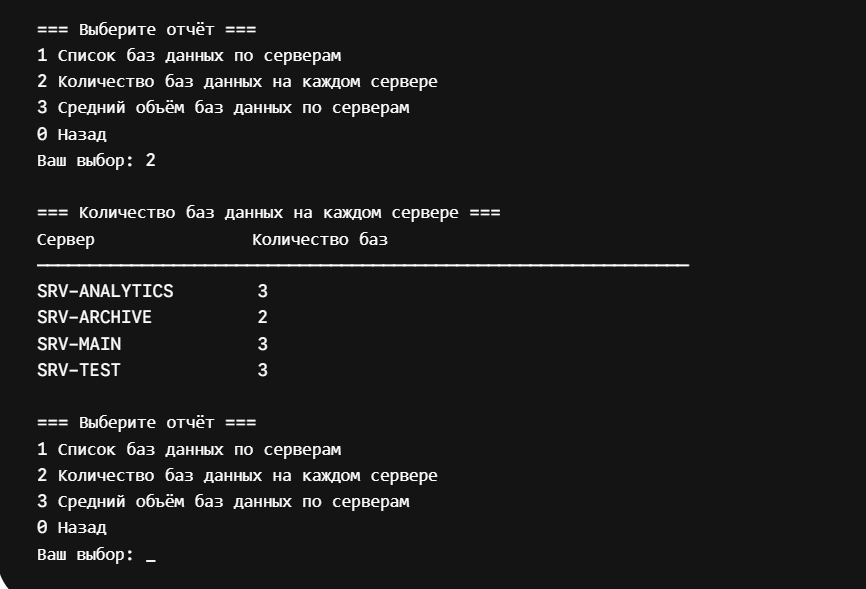 === Выберите отчёт ===
1 Список баз данных по серверам
2 Количество баз данных на каждом сервере
3 Средний объём баз данных по серверам
0 Назад
Ваш выбор: 2
=== Количество баз данных на каждом сервере ===
Сервер Количество баз
SRV-ANALYTICS 3
SRV-ARCHIVE 2
SRV-MAIN 3
SRV-TEST 3
=== Выберите отчёт ===
1 Список баз данных по серверам
2 Количество баз данных на каждом сервере
3 Средний объём баз данных по серверам
0 Назад
Ваш выбор: _